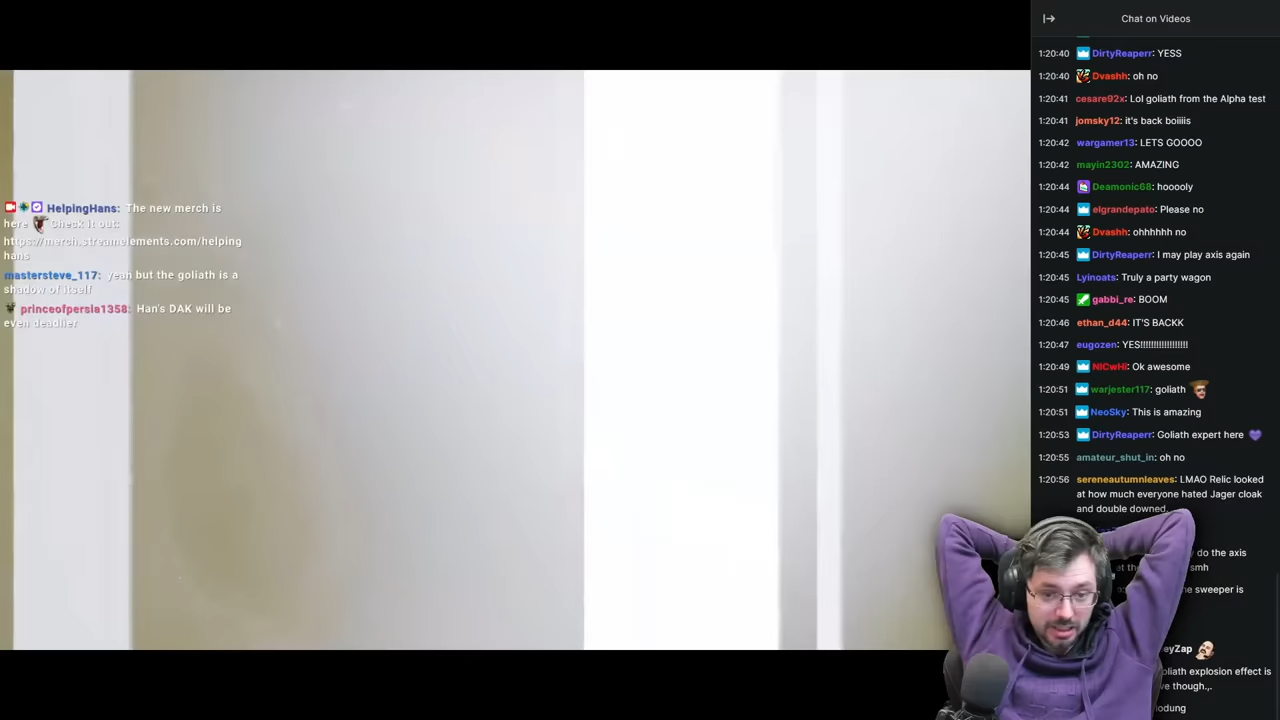 Chat on Videos
1:20:40 DirtyReaperr: YESS
1:20:40 Dvashh: oh no
1:20:41 cesare92x: Lol goliath from the Alpha test
1:20:41 jomsky12: it's back boiiiis
1:20:42 wargamer13: LETS GOOOO
1:20:42 mayin2302: AMAZING
1:20:44 Deamonic68: hooooly
1:20:44 elgrandepato: Please no
1:20:44 Dvashh: ohhhhhh no
1:20:45 DirtyReaperr: I may play axis again
1:20:45 Lyinoats: Truly a party wagon
1:20:45 gabbi_re: BOOM
1:20:46 ethan_d44: IT'S BACKK
1:20:47 eugozen: YES!!!!!!!!!!!!!!!!!!
1:20:49 NICwHi: Ok awesome
1:20:51 warjester117: goliath
1:20:51 NeoSky: This is amazing
1:20:53 DirtyReaperr: Goliath expert here
1:20:55 amateur_shut_in: oh no
1:20:56 sereneautumnleaves: LMAO Relic looked
at how much everyone hated Jager cloak
and double downed.
do the axis
smh
sweeper is
eyZap
oliath explosion effect is
ve though.,.
lodung
HelpingHans: The new merch is
here Check it out:
https://merch.streamelements.com/helping
hans
mastersteve_117: yeah but the goliath is a
shadow of itself
princeofpersia1358: Han's DAK will be
even deadlier